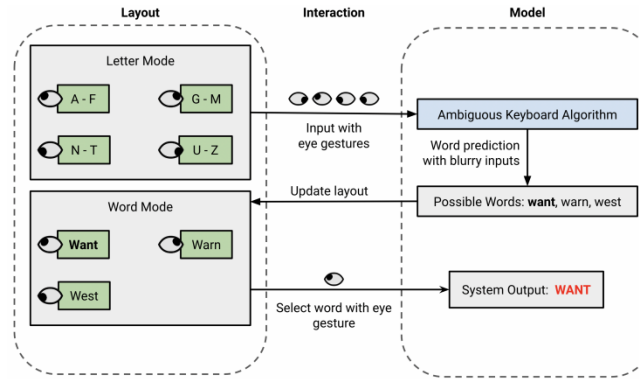 Layout
Interaction
Model
Letter Mode
A - F
G - M
N - T
U - Z
Input with
eye gestures
Ambiguous Keyboard Algorithm
Word prediction
with blurry inputs
Possible Words: want, warn, west
Update layout
Word Mode
Want
Warn
West
Select word with eye
gesture
System Output: WANT